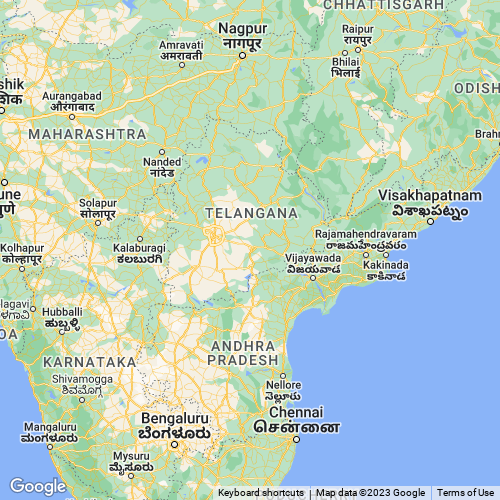 CHHATTISGARH
Nagpur
नागपूर
Raipur
रायपुर
Amravati
अमरावती
Bhilai
भिलाई
ODIS
Aurangabad
औरंगाबाद
MAHARASHTRA
Nanded
नांदेड
Visakhapatnam
విశాఖపట్నం
Solapur
सोलापूर
TELANGANA
Rajamahendravaram
రాజమహేంద్రవరం
Kalaburagi
ಕಲಬುರಗಿ
Kolhapur
कोल्हापूर
Vijayawada
విజయవాడ
Kakinada
కాకినాడ
Hubballi
ಹುಬ್ಬಳ್ಳಿ
ANDHRA
PRADESH
KARNATAKA
Shivamogga
ಶಿವಮೊಗ್ಗ
Nellore
నెల్లూరు
Mangaluru
ಮಂಗಳೂರು
Bengaluru
ಬೆಂಗಳೂರು
Chennai
சென்னை
Mysuru
ಮೈಸೂರು
Google
Keyboard shortcuts
Map data ©2023 Google
Terms of Use